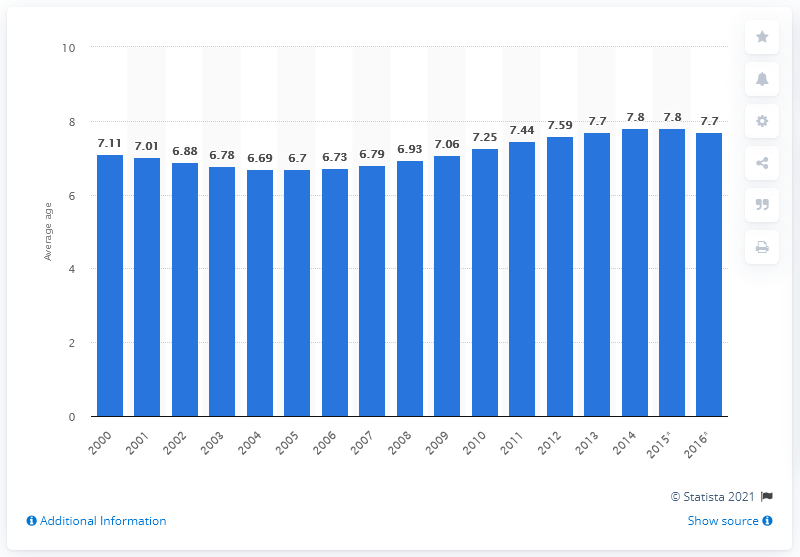 10
8
6
4
2
0
Average age
7.11 7.01 6.88 6.78 6.69 6.7 6.73 6.79 6.93 7.06 7.25 7.44 7.59 7.7 7.8 7.8 7.7
2000 2001 2002 2003 2004 2005 2006 2007 2008 2009 2010 2011 2012 2013 2014 2015* 2016*
© Statista 2021
Additional Information
Show source